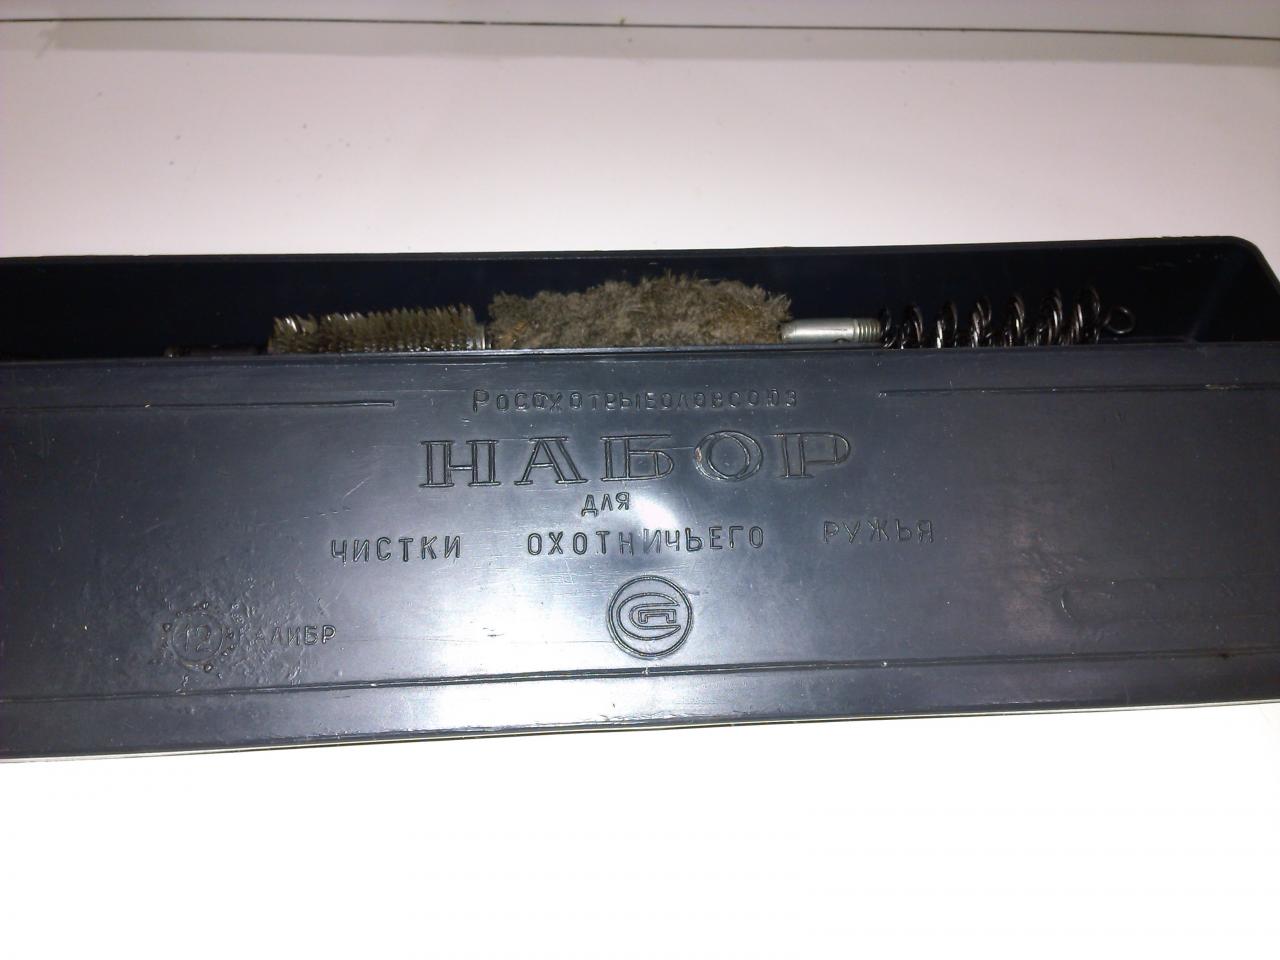 Росохотрыболовсоюз
НАБОР
для
ЧИСТКИ ОХОТНИЧЬЕГО РУЖЬЯ
12 КАЛИБР